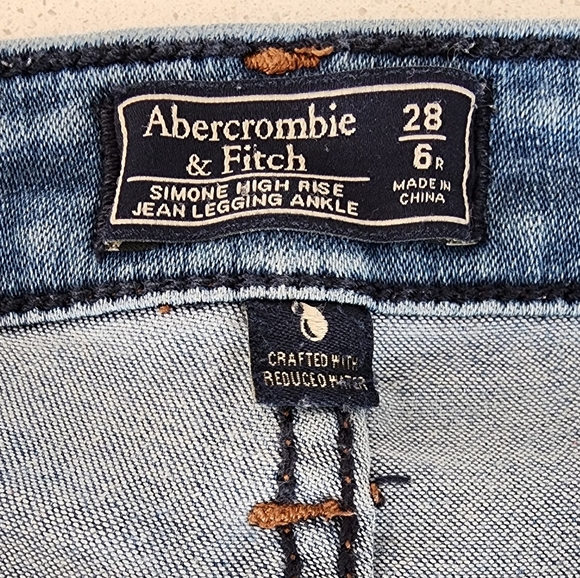 Abercrombie
& Fitch
SIMONE HIGH RISE
JEAN LEGGING ANKLE
28
6R
MADE IN
CHINA
CRAFTED WITH
REDUCED WATER